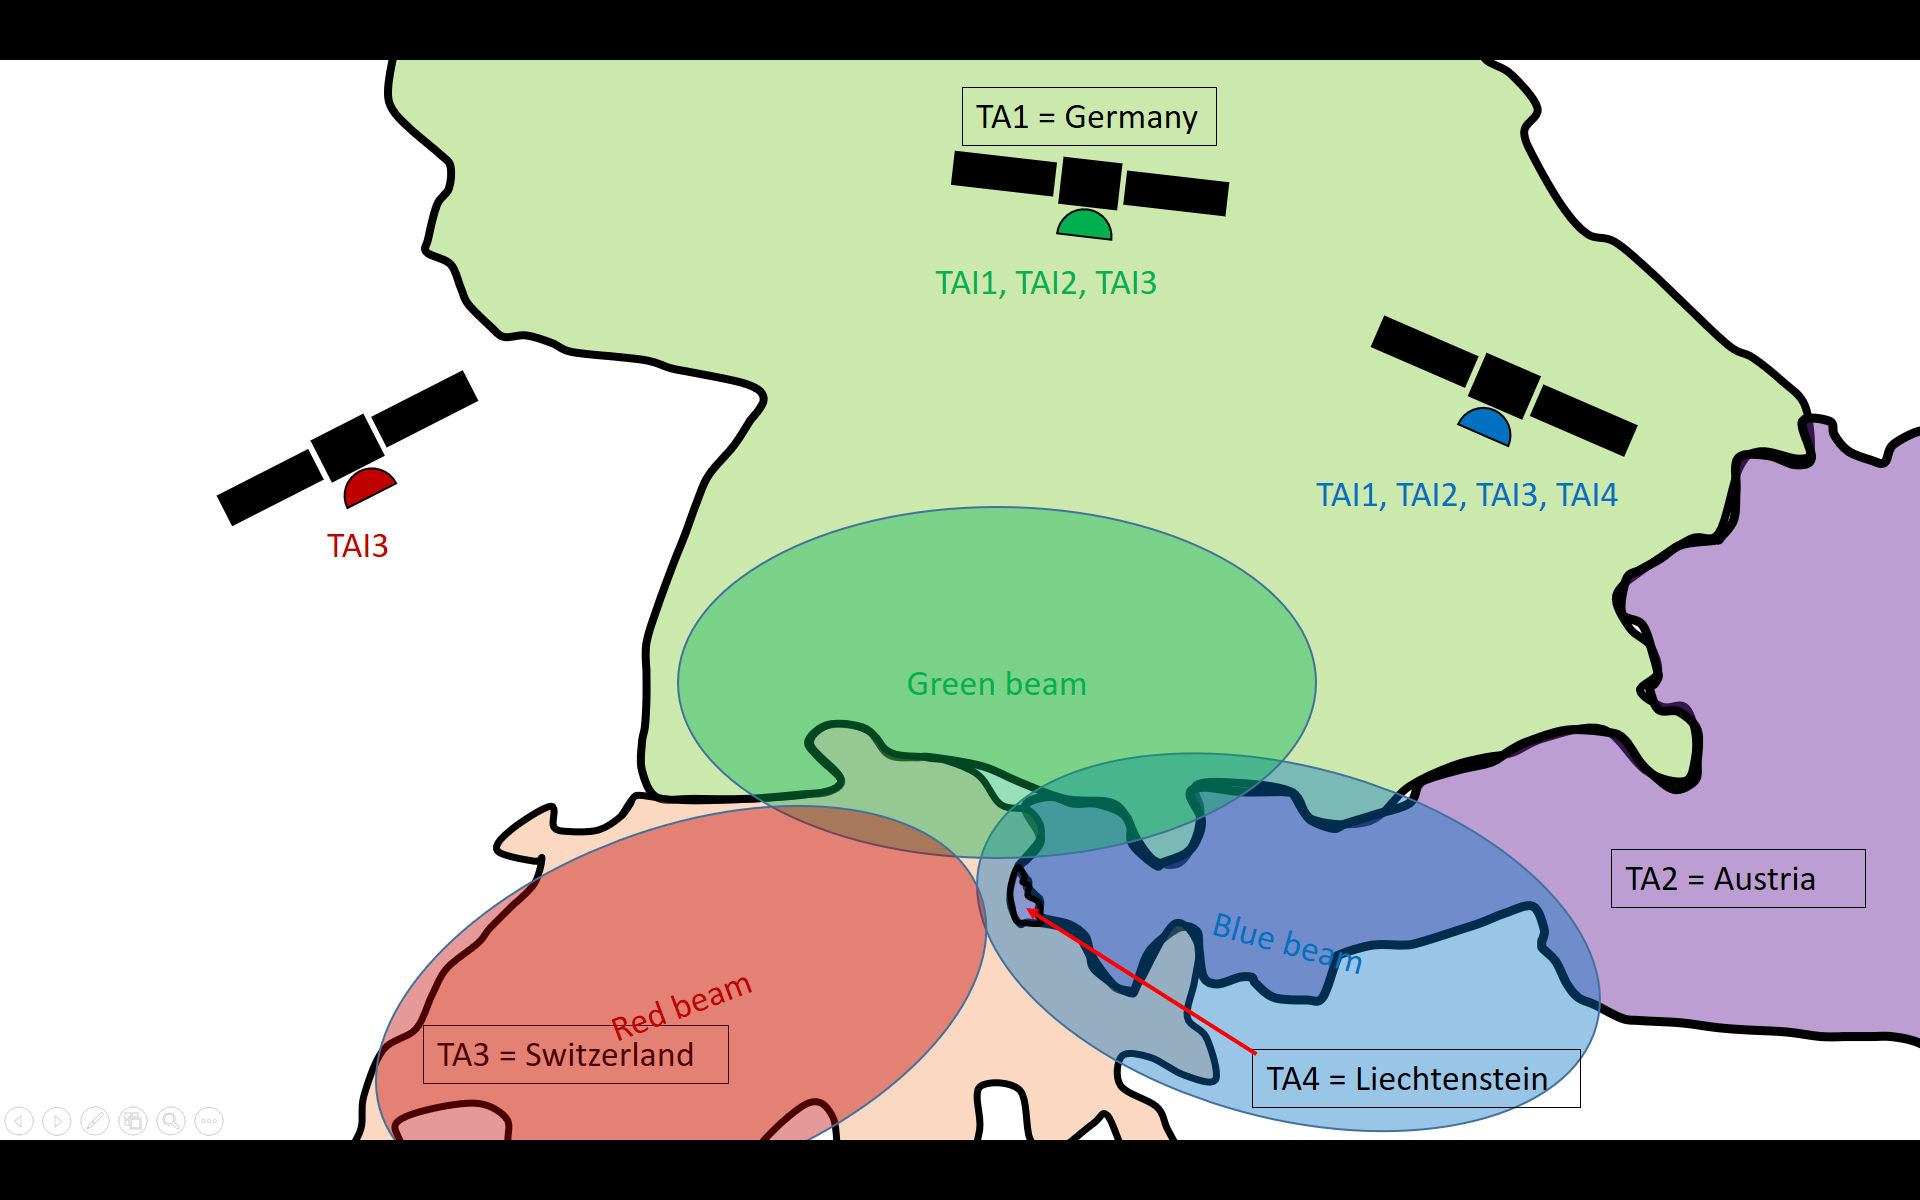 TA1 = Germany
TAI1, TAI2, TAI3
TAI1, TAI2, TAI3, TAI4
TAI3
Green beam
TA2 = Austria
Blue beam
Red beam
TA3 = Switzerland
TA4 = Liechtenstein